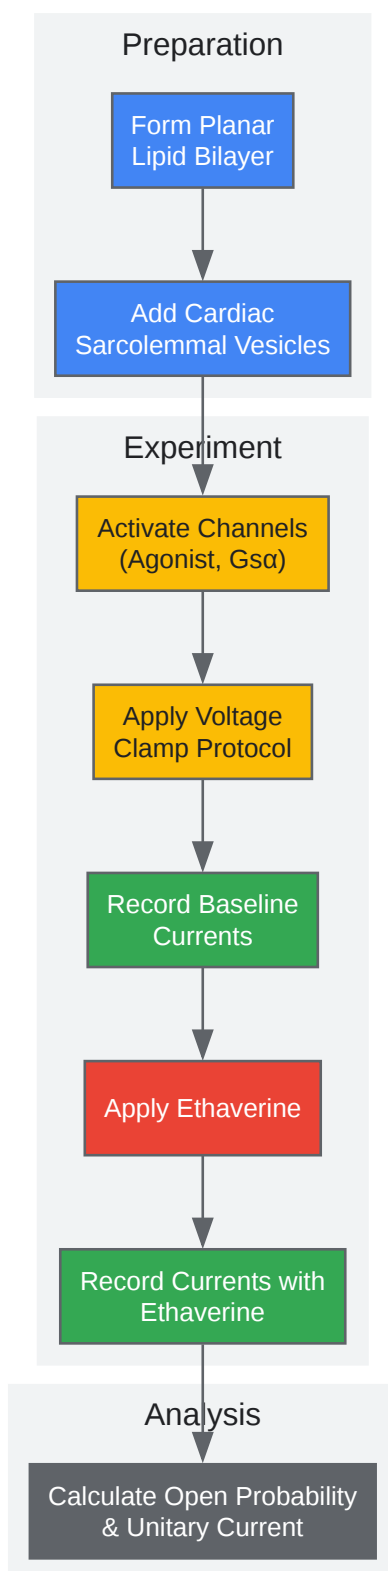 Preparation
Form Planar
Lipid Bilayer
Add Cardiac
Sarcolemmal Vesicles
Experiment
Activate Channels
(Agonist, Gsα)
Apply Voltage
Clamp Protocol
Record Baseline
Currents
Apply Ethaverine
Record Currents with
Ethaverine
Analysis
Calculate Open Probability
& Unitary Current